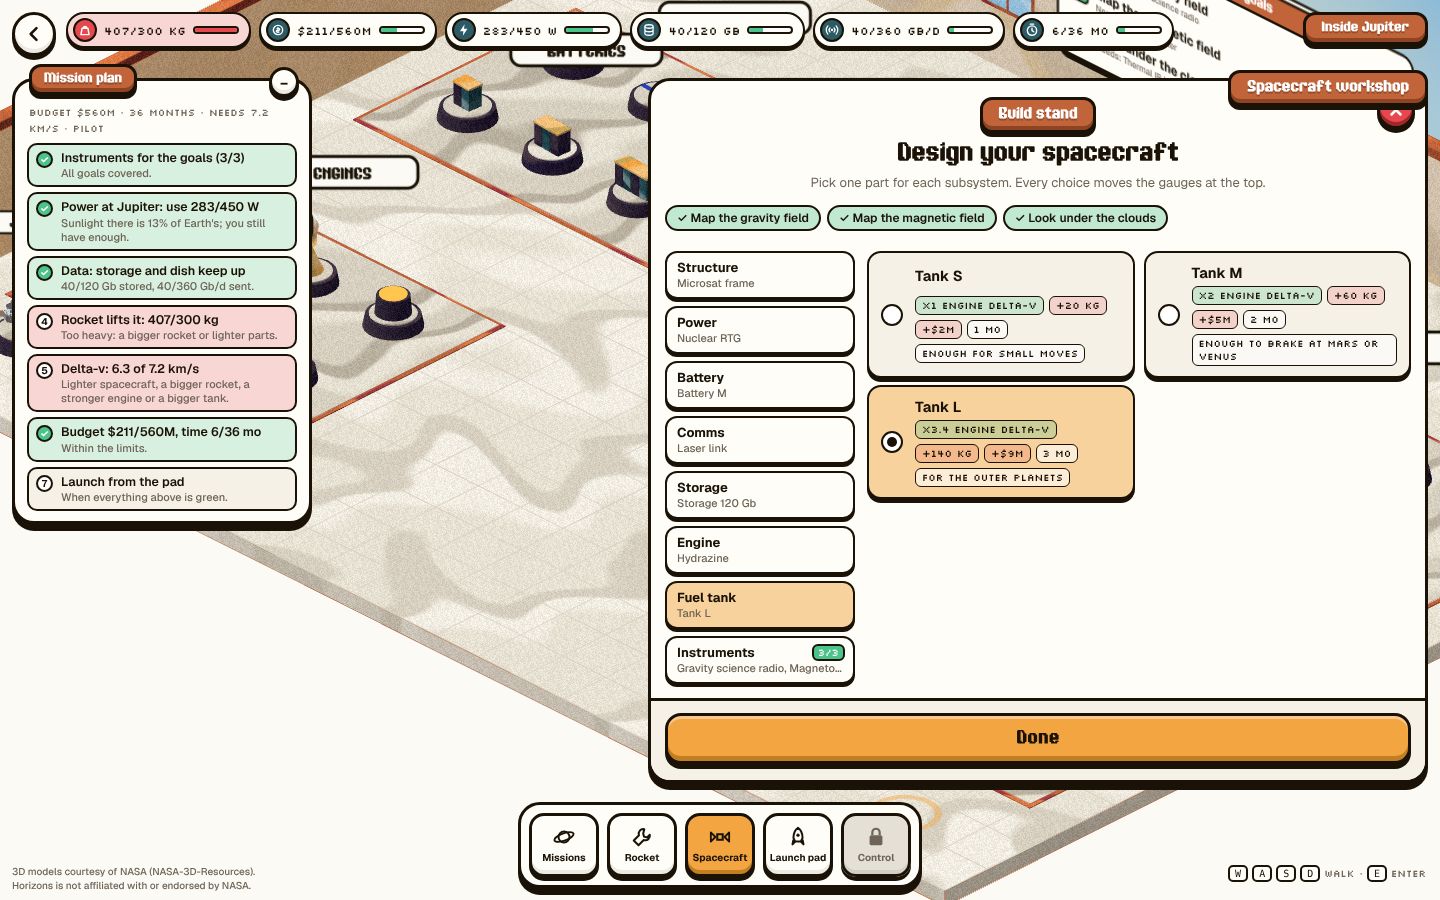 407/300 KG
$211/560M
283/450 W
40/120 GB
40/360 GB/D
6/36 MO
Inside Jupiter
Mission plan
BUDGET $560M · 36 MONTHS · NEEDS 7.2
KM/S · PILOT
Instruments for the goals (3/3)
All goals covered.
Power at Jupiter: use 283/450 W
Sunlight there is 13% of Earth's; you still
have enough.
Data: storage and dish keep up
40/120 Gb stored, 40/360 Gb/d sent.
4
Rocket lifts it: 407/300 kg
Too heavy: a bigger rocket or lighter parts.
5
Delta-v: 6.3 of 7.2 km/s
Lighter spacecraft, a bigger rocket, a
stronger engine or a bigger tank.
Budget $211/560M, time 6/36 mo
Within the limits.
7
Launch from the pad
When everything above is green.
BATTERIES
ENGINES
Spacecraft workshop
Build stand
Design your spacecraft
Pick one part for each subsystem. Every choice moves the gauges at the top.
Map the gravity field
Map the magnetic field
Look under the clouds
Structure
Microsat frame
Power
Nuclear RTG
Battery
Battery M
Comms
Laser link
Storage
Storage 120 Gb
Engine
Hydrazine
Fuel tank
Tank L
Instruments
3/3
Gravity science radio, Magneto...
Tank S
X1 ENGINE DELTA-V
+20 KG
+$2M
1 MO
ENOUGH FOR SMALL MOVES
Tank M
X2 ENGINE DELTA-V
+60 KG
+$5M
2 MO
ENOUGH TO BRAKE AT MARS OR
VENUS
Tank L
X3.4 ENGINE DELTA-V
+140 KG
+$9M
3 MO
FOR THE OUTER PLANETS
Done
Missions
Rocket
Spacecraft
Launch pad
Control
3D models courtesy of NASA (NASA-3D-Resources).
Horizons is not affiliated with or endorsed by NASA.
W A S D WALK · E ENTER